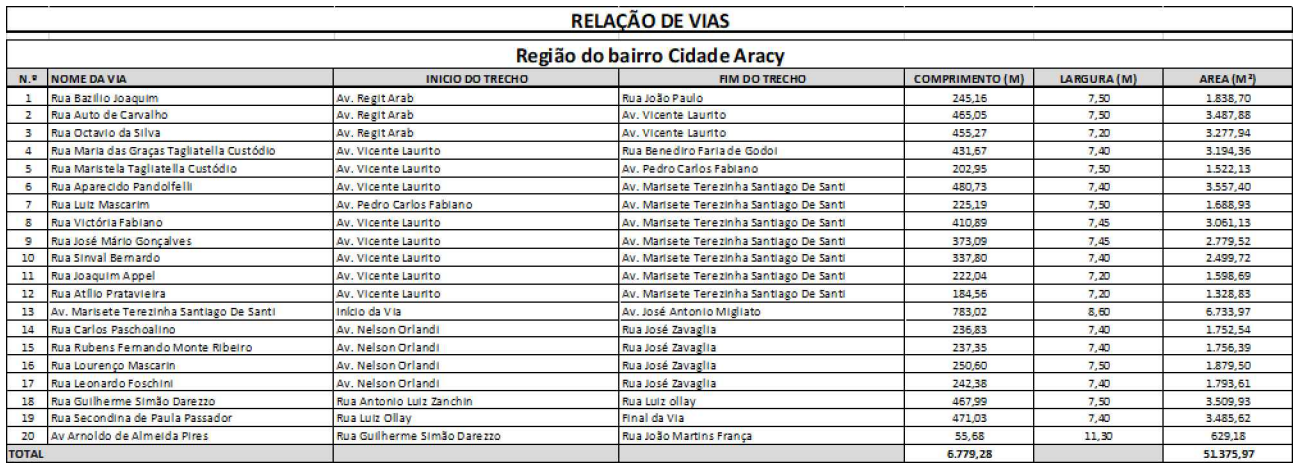 RELAÇÃO DE VIAS
Região do bairro Cidade Aracy
N.º NOME DA VIA INICIO DO TRECHO FIM DO TRECHO COMPRIMENTO (M) LARGURA (M) AREA (M²)
1 Rua Bazilio Joaquim Av. Regit Arab Rua João Paulo 245,16 7,50 1.838,70
2 Rua Auto de Carvalho Av. Regit Arab Av. Vicente Laurito 465,05 7,50 3.487,88
3 Rua Octavio da Silva Av. Regit Arab Av. Vicente Laurito 455,27 7,20 3.277,94
4 Rua Maria das Graças Tagliatella Custódio Av. Vicente Laurito Rua Benediro Faria de Godoi 431,67 7,40 3.194,36
5 Rua Maristela Tagliatella Custódio Av. Vicente Laurito Av. Pedro Carlos Fabiano 202,95 7,50 1.522,13
6 Rua Aparecido Pandolfelli Av. Vicente Laurito Av. Marisete Terezinha Santiago De Santi 480,73 7,40 3.557,40
7 Rua Luiz Mascarim Av. Pedro Carlos Fabiano Av. Marisete Terezinha Santiago De Santi 225,19 7,50 1.688,93
8 Rua Victória Fabiano Av. Vicente Laurito Av. Marisete Terezinha Santiago De Santi 410,89 7,45 3.061,13
9 Rua José Mário Gonçalves Av. Vicente Laurito Av. Marisete Terezinha Santiago De Santi 373,09 7,45 2.779,52
10 Rua Sinval Bernardo Av. Vicente Laurito Av. Marisete Terezinha Santiago De Santi 337,80 7,40 2.499,72
11 Rua Joaquim Appel Av. Vicente Laurito Av. Marisete Terezinha Santiago De Santi 222,04 7,20 1.598,69
12 Rua Atílio Pratavieira Av. Vicente Laurito Av. Marisete Terezinha Santiago De Santi 184,56 7,20 1.328,83
13 Av. Marisete Terezinha Santiago De Santi Início da Via Av. José Antonio Migliato 783,02 8,60 6.733,97
14 Rua Carlos Paschoalino Av. Nelson Orlandi Rua José Zavaglia 236,83 7,40 1.752,54
15 Rua Rubens Fernando Monte Ribeiro Av. Nelson Orlandi Rua José Zavaglia 237,35 7,40 1.756,39
16 Rua Lourenço Mascarin Av. Nelson Orlandi Rua José Zavaglia 250,60 7,50 1.879,50
17 Rua Leonardo Foschini Av. Nelson Orlandi Rua José Zavaglia 242,38 7,40 1.793,61
18 Rua Guilherme Simão Darezzo Rua Antonio Luiz Zanchin Rua Luiz ollay 467,99 7,50 3.509,93
19 Rua Secondina de Paula Passador Rua Luiz Ollay Final da Via 471,03 7,40 3.485,62
20 Av Arnoldo de Almeida Pires Rua Guilherme Simão Darezzo Rua João Martins França 55,68 11,30 629,18
TOTAL 6.779,28 51.375,97